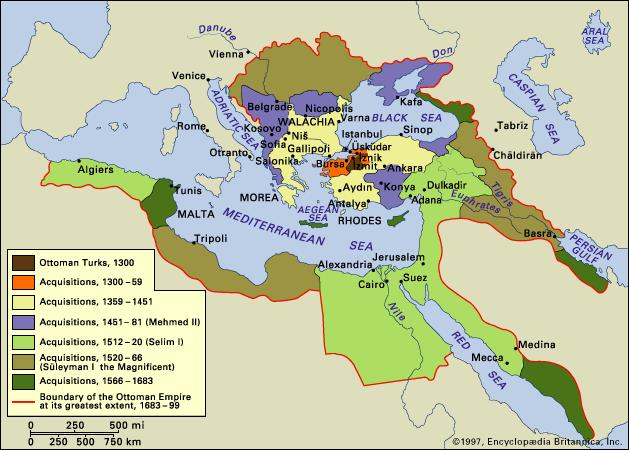 Danube
Don
ARAL
SEA
Vienna
Venice
CASPIAN
SEA
ADRIATIC SEA
Belgrade
Nicopolis
Kafa
WALACHIA
Varna
BLACK SEA
Rome
Kosovo
Niš
Istanbul
Sinop
Tabriz
Sofia
Gallipoli
Üsküdar
Otranto
Salonika
Bursa
İznik
İzmit
Ankara
Chāldirān
Algiers
Tunis
MOREA
Aydın
Konya
Dulkadir
Tigris
Euphrates
MALTA
AEGEAN
SEA
Antalya
Adana
RHODES
MEDITERRANEAN SEA
Tripoli
Basra
PERSIAN
GULF
Jerusalem
Alexandria
Cairo
Suez
Nile
RED SEA
Medina
Mecca
Ottoman Turks, 1300
Acquisitions, 1300–59
Acquisitions, 1359–1451
Acquisitions, 1451–81 (Mehmed II)
Acquisitions, 1512–20 (Selim I)
Acquisitions, 1520–66
(Süleyman I the Magnificent)
Acquisitions, 1566–1683
Boundary of the Ottoman Empire
at its greatest extent, 1683–99
0 250 500 mi
0 250 500 750 km
©1997, Encyclopædia Britannica, Inc.